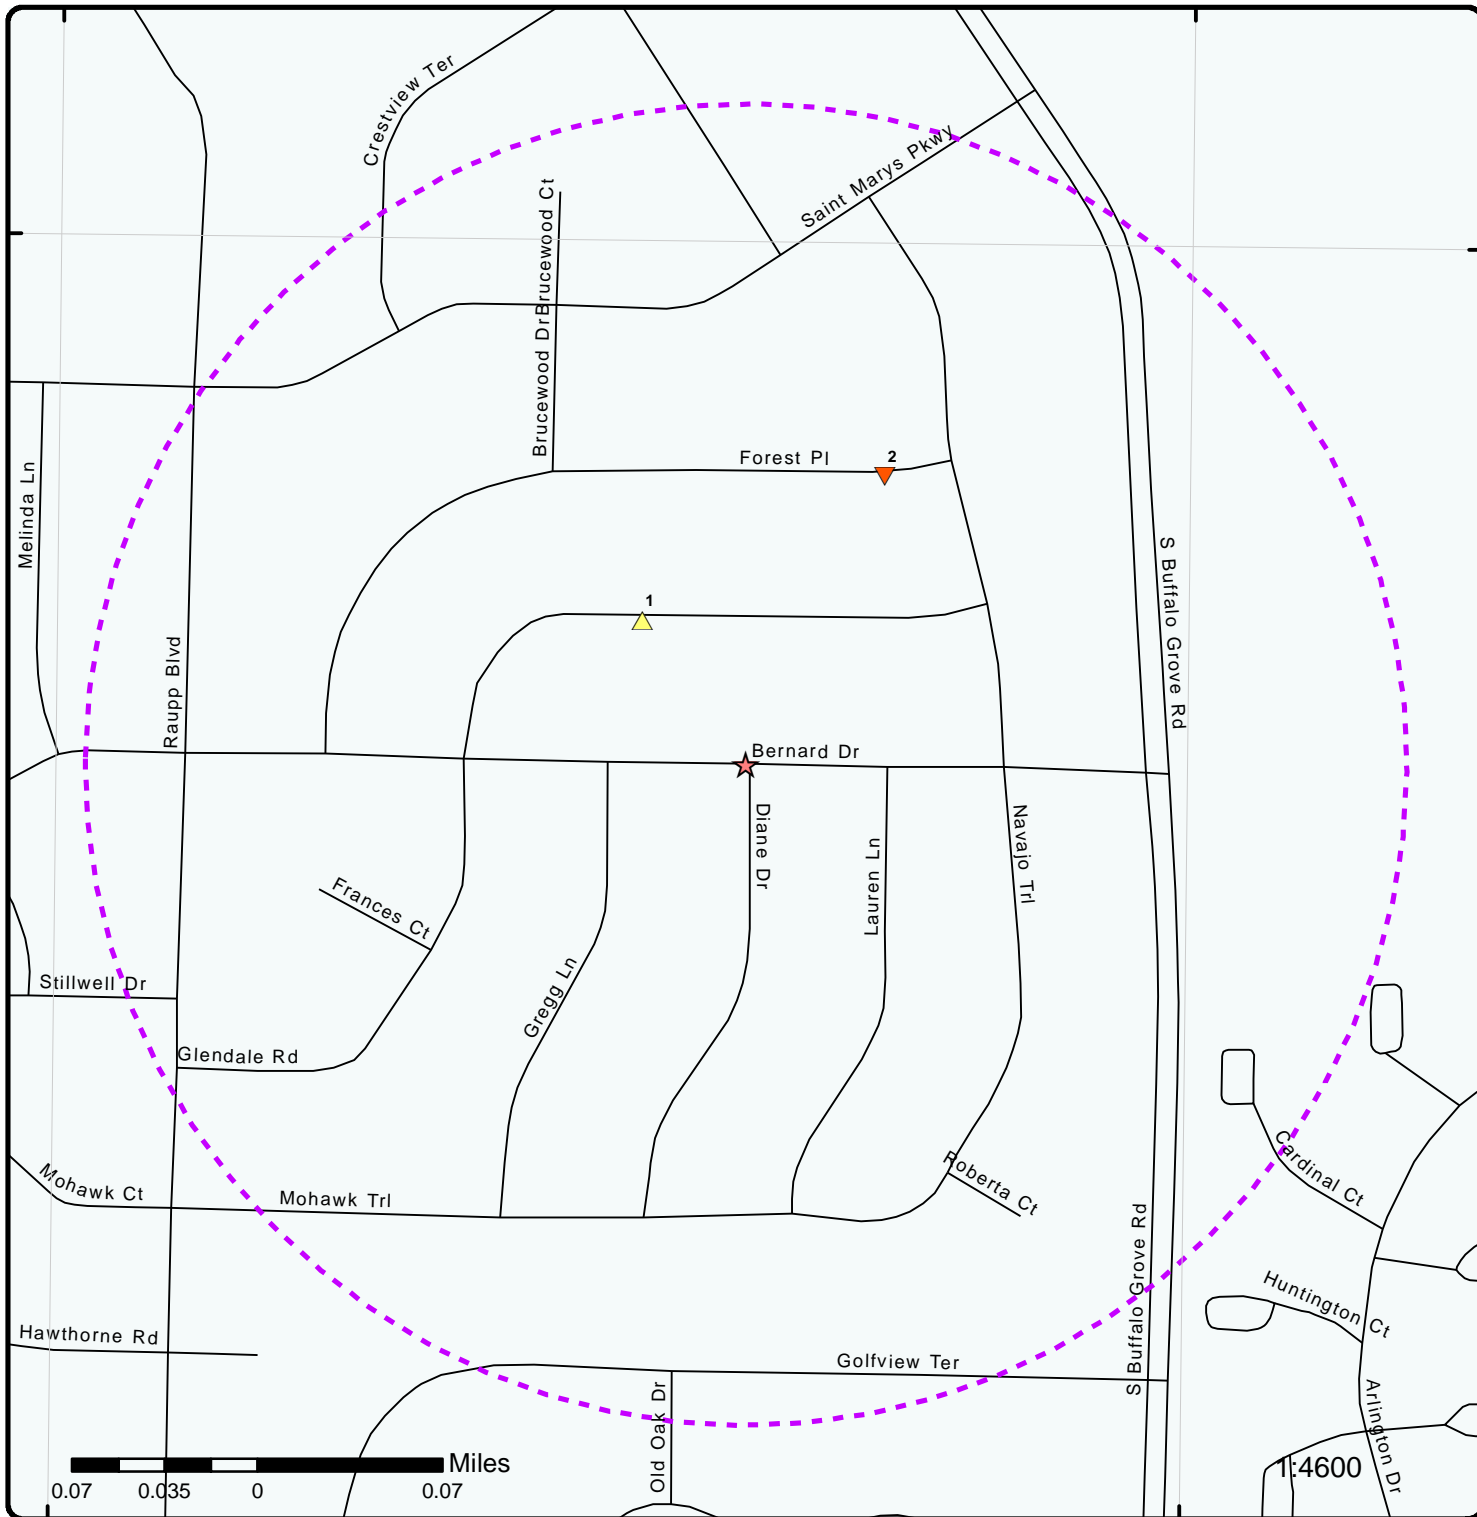 Crestview Ter
Saint Marys Pkwy
Brucewood Ct
Brucewood Dr
Forest Pl
2
Melinda Ln
1
S Buffalo Grove Rd
Raupp Blvd
Bernard Dr
Diane Dr
Navajo Trl
Lauren Ln
Frances Ct
Gregg Ln
Stillwell Dr
Glendale Rd
Cardinal Ct
Roberta Ct
Mohawk Ct
Mohawk Trl
S Buffalo Grove Rd
Huntington Ct
Hawthorne Rd
Golfview Ter
Old Oak Dr
Arlington Dr
Miles
1:4600
0.07 0.035 0 0.07